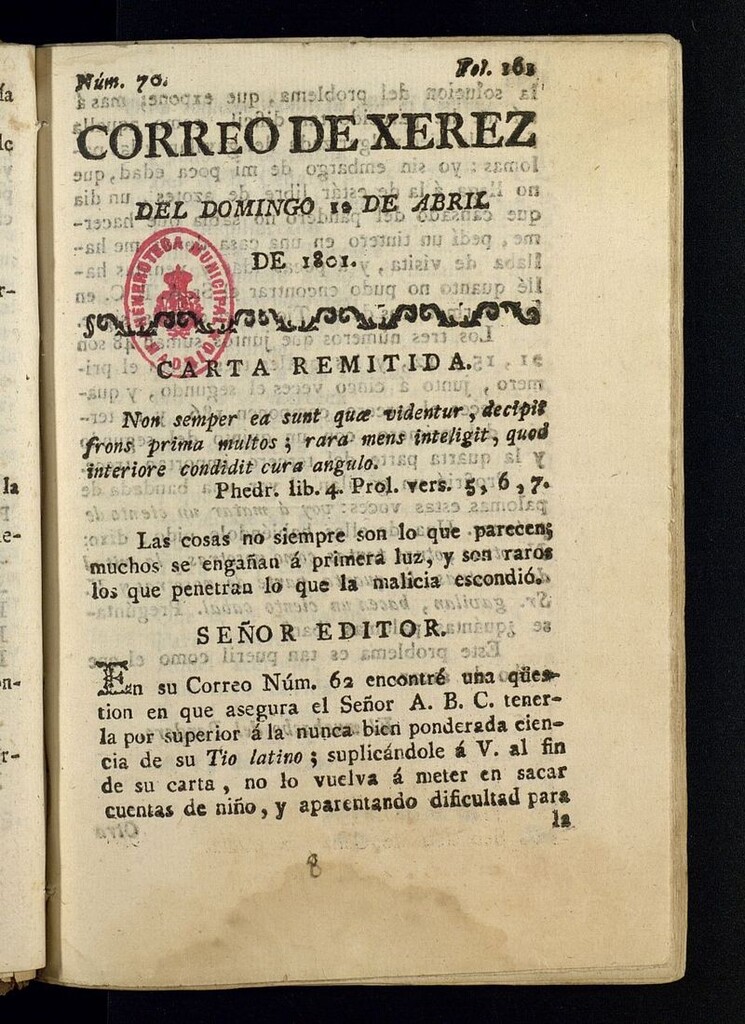 Núm. 70.
Fol. 161
CORREO DE XEREZ
DEL DOMINGO DE ABRIL
DE 1801.
HEMEROTECA MUNICIPAL
CARTA REMITIDA.
Non semper ea sunt quæ videntur, decipit
frons prima multos; rara mens inteligit, quod
interiore condidit cura angulo.
Phedr. lib. 4. Prol. vers. 5, 6, 7.
Las cosas no siempre son lo que parecen;
muchos se engañan á primera luz, y son raros
los que penetran lo que la malicia escondió.
SEÑOR EDITOR.
En su Correo Núm. 62 encontré una qües-
tion en que asegura el Señor A. B. C. tener-
la por superior á la nunca bien ponderada cien-
cia de su Tio latino; suplicándole á V. al fin
de su carta, no lo vuelva á meter en sacar
cuentas de niño, y aparentando dificultad para
la